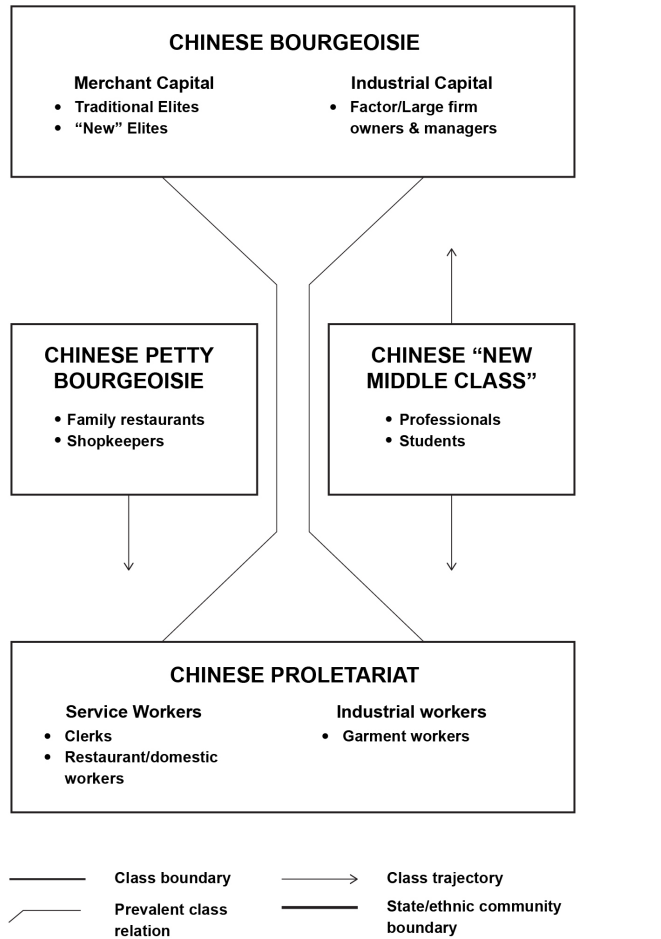 CHINESE BOURGEOISIE
Merchant Capital
• Traditional Elites
• “New” Elites
Industrial Capital
• Factor/Large firm
owners & managers
CHINESE PETTY
BOURGEOISIE
• Family restaurants
• Shopkeepers
CHINESE “NEW
MIDDLE CLASS”
• Professionals
• Students
CHINESE PROLETARIAT
Service Workers
• Clerks
• Restaurant/domestic
workers
Industrial workers
• Garment workers
Class boundary
Class trajectory
Prevalent class
relation
State/ethnic community
boundary